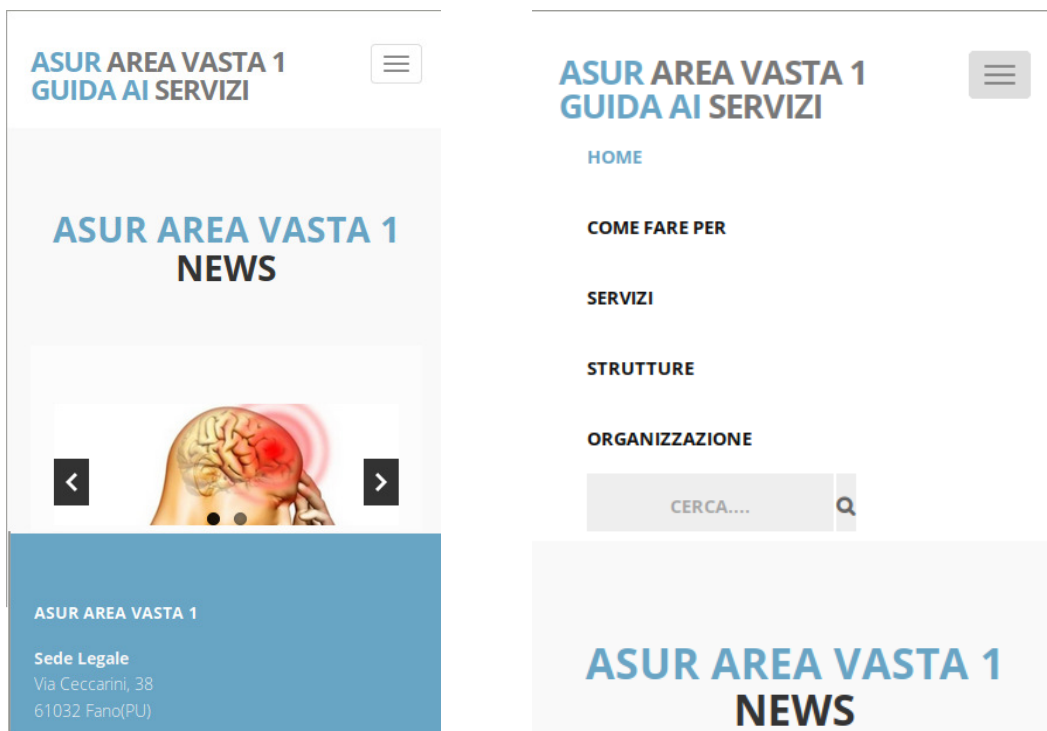 ASUR AREA VASTA 1
GUIDA AI SERVIZI
ASUR AREA VASTA 1
NEWS
ASUR AREA VASTA 1
Sede Legale
Via Ceccarini, 38
61032 Fano(PU)
ASUR AREA VASTA 1
GUIDA AI SERVIZI
HOME
COME FARE PER
SERVIZI
STRUTTURE
ORGANIZZAZIONE
CERCA....
ASUR AREA VASTA 1
NEWS